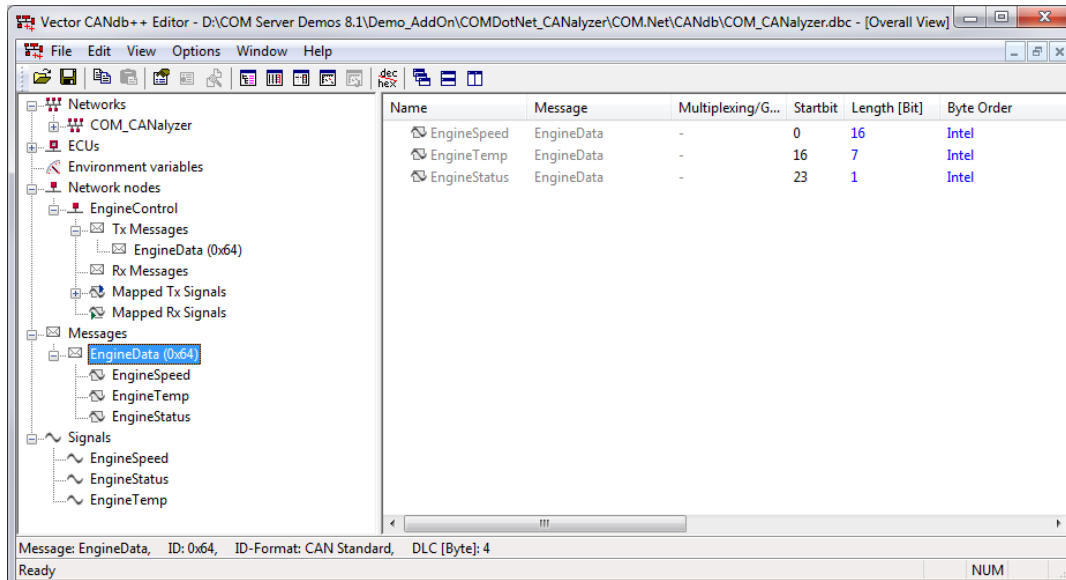 Vector CANdb++ Editor - D:\COM Server Demos 8.1\Demo_AddOn\COMDotNet_CANalyzer\COM.Net\CANdb\COM_CANalyzer.dbc - [Overall View]
File Edit View Options Window Help
dec
hex
Networks
COM_CANalyzer
ECUs
Environment variables
Network nodes
EngineControl
Tx Messages
EngineData (0x64)
Rx Messages
Mapped Tx Signals
Mapped Rx Signals
Messages
EngineData (0x64)
EngineSpeed
EngineTemp
EngineStatus
Signals
EngineSpeed
EngineStatus
EngineTemp
Name Message Multiplexing/G... Startbit Length [Bit] Byte Order
EngineSpeed EngineData - 0 16 Intel
EngineTemp EngineData - 16 7 Intel
EngineStatus EngineData - 23 1 Intel
Message: EngineData, ID: 0x64, ID-Format: CAN Standard, DLC [Byte]: 4
Ready NUM